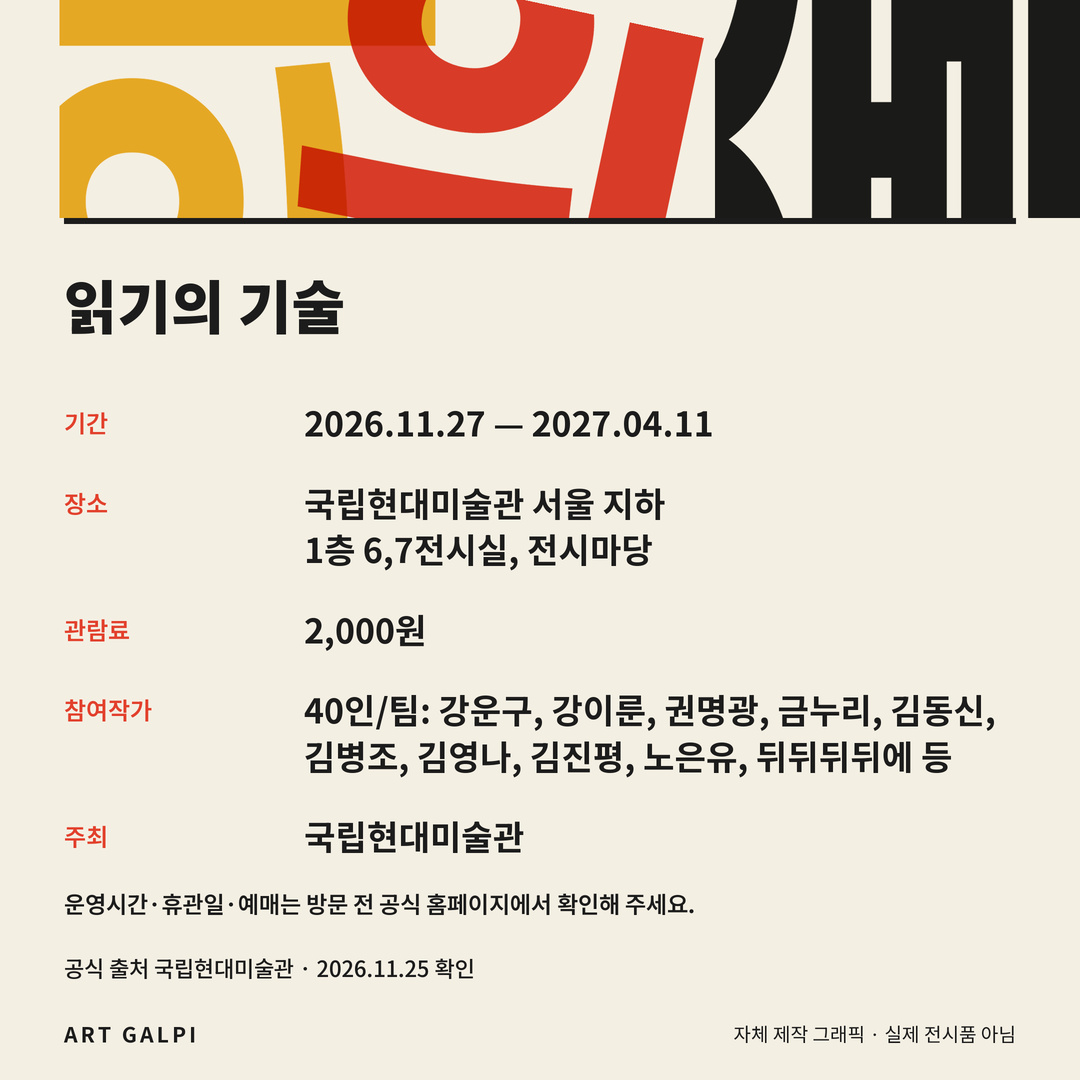 읽기의 기술
기간
2026.11.27 — 2027.04.11
장소
국립현대미술관 서울 지하
1층 6,7전시실, 전시마당
관람료
2,000원
참여작가
40인/팀: 강운구, 강이룬, 권명광, 금누리, 김동신,
김병조, 김영나, 김진평, 노은유, 뒤뒤뒤뒤에 등
주최
국립현대미술관
운영시간·휴관일·예매는 방문 전 공식 홈페이지에서 확인해 주세요.
공식 출처 국립현대미술관 · 2026.11.25 확인
ART GALPI
자체 제작 그래픽 · 실제 전시품 아님